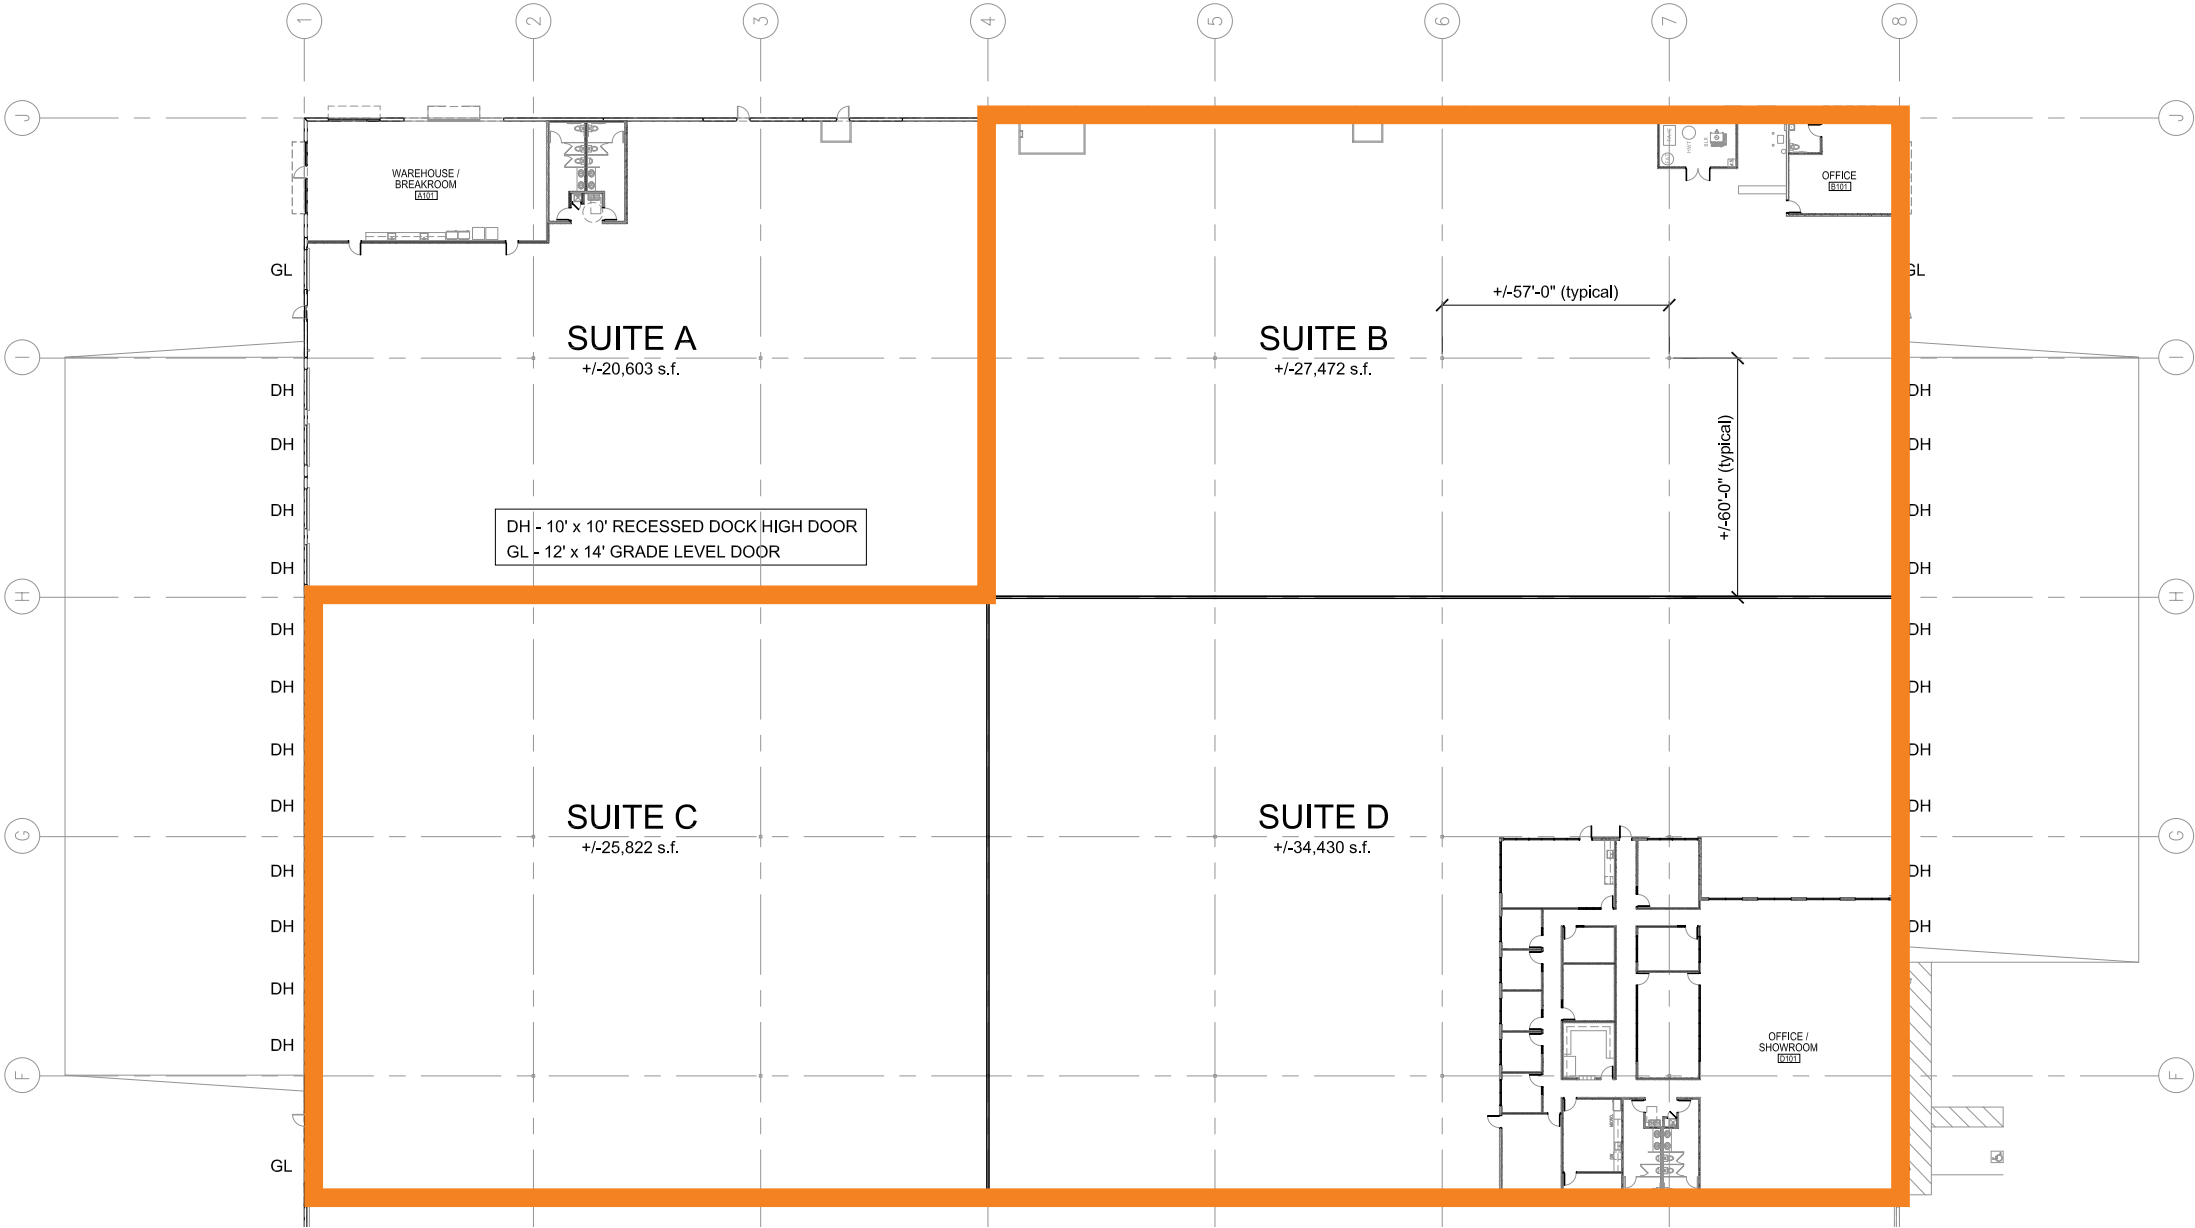 1
2
3
4
5
6
7
8
J
J
WAREHOUSE /
BREAKROOM
A101
OFFICE
B101
GL
GL
+/-57'-0" (typical)
SUITE A
+/-20,603 s.f.
SUITE B
+/-27,472 s.f.
I
I
DH
DH
DH
DH
+/-60'-0" (typical)
DH
DH
DH - 10' x 10' RECESSED DOCK HIGH DOOR
GL - 12' x 14' GRADE LEVEL DOOR
DH
DH
H
H
DH
DH
DH
DH
DH
DH
DH
DH
SUITE C
+/-25,822 s.f.
SUITE D
+/-34,430 s.f.
G
G
DH
DH
DH
DH
DH
OFFICE /
SHOWROOM
D101
DH
F
F
GL